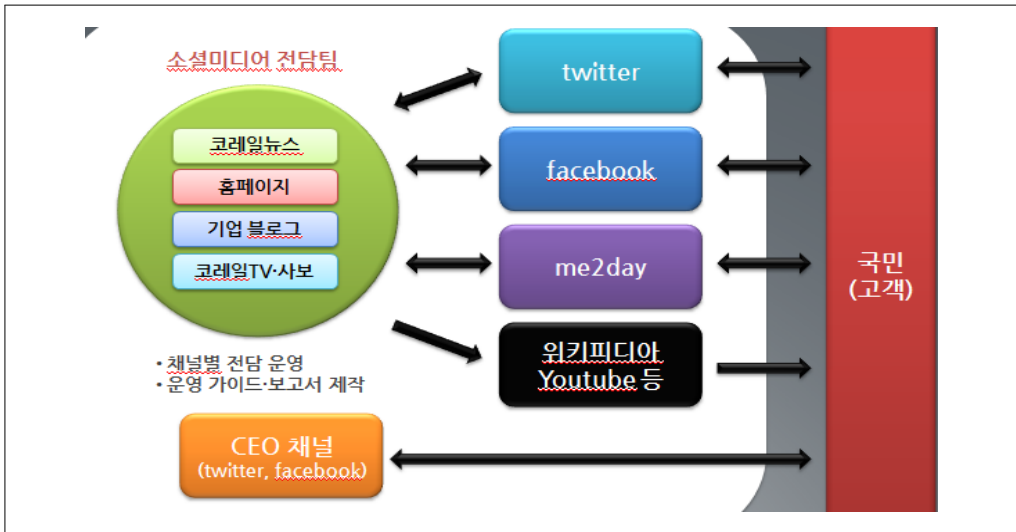 소셜미디어 전담팀
코레일뉴스
홈페이지
기업 블로그
코레일TV·사보
• 채널별 전담 운영
• 운영 가이드·보고서 제작
CEO 채널
(twitter, facebook)
twitter
facebook
me2day
위키피디아
Youtube 등
국민
(고객)